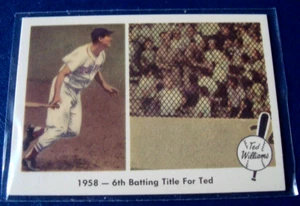 Ted
Williams
1958 — 6th Batting Title For Ted